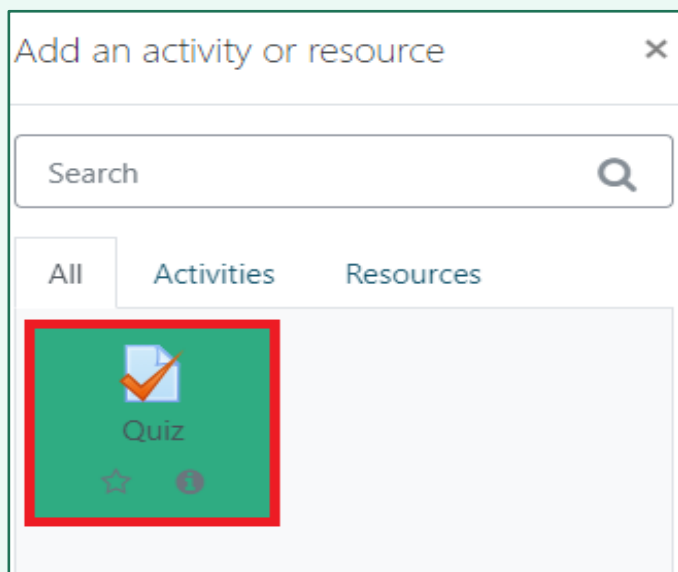 Add an activity or resource ×
Search
All Activities Resources
Quiz